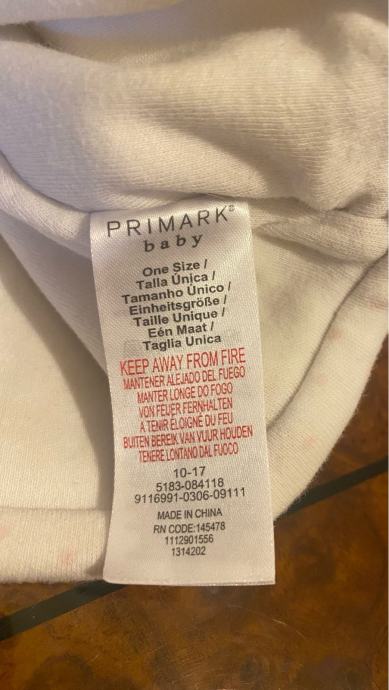 PRIMARK®
baby
One Size /
Talla Única /
Tamanho Único /
Einheitsgröße /
Taille Unique /
Eén Maat /
Taglia Unica
KEEP AWAY FROM FIRE
MANTENER ALEJADO DEL FUEGO
MANTER LONGE DO FOGO
VON FEUER FERNHALTEN
A TENIR ÉLOIGNÉ DU FEU
BUITEN BEREIK VAN VUUR HOUDEN
TENERE LONTANO DAL FUOCO
10-17
5183-084118
9116991-0306-09111
MADE IN CHINA
RN CODE:145478
1112901556
1314202